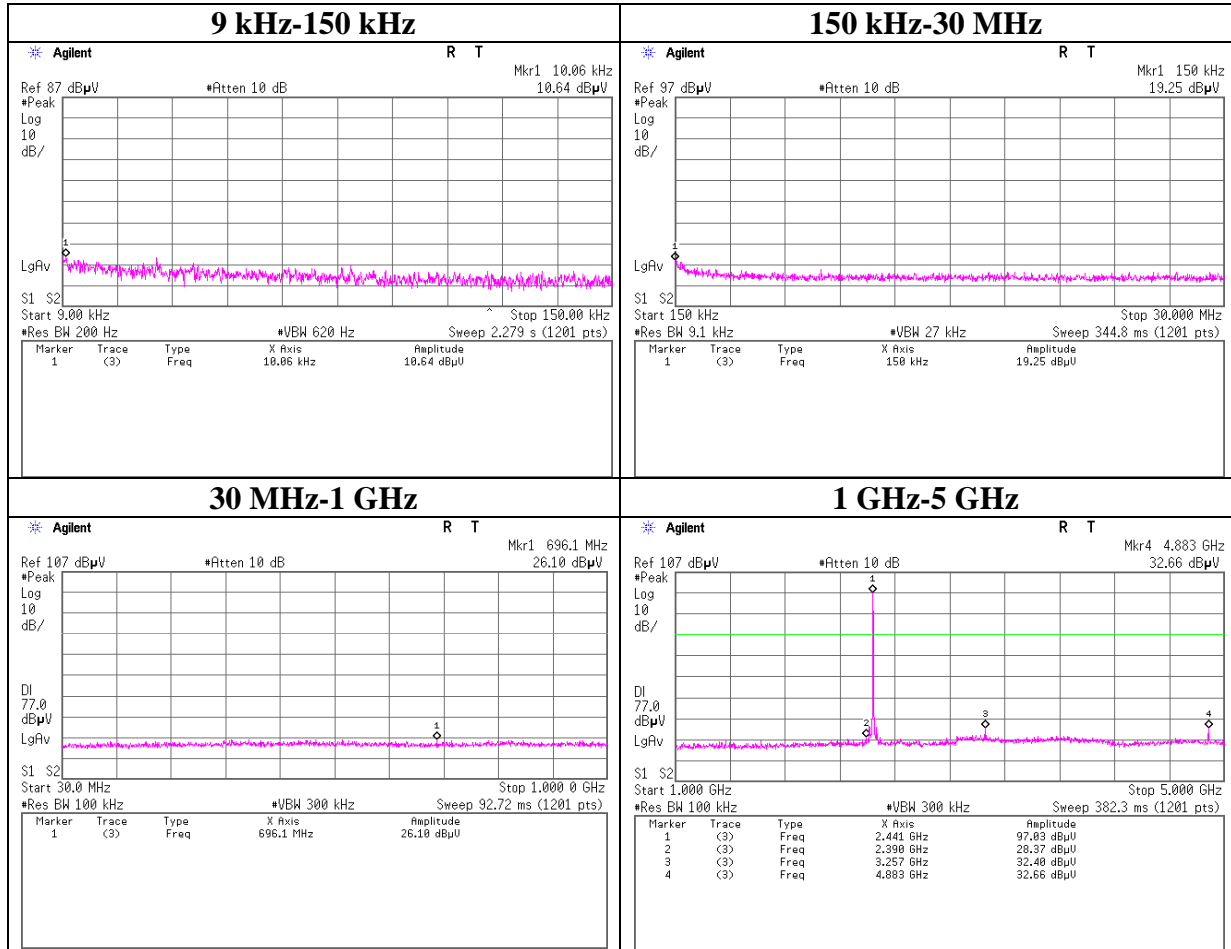 9 kHz-150 kHz
Agilent R T
Mkr1 10.06 kHz
Ref 87 dBµV #Atten 10 dB 10.64 dBµV
#Peak
Log
10
dB/
1
LgAv
S1 S2
Start 9.00 kHz ^ Stop 150.00 kHz
#Res BW 200 Hz #VBW 620 Hz Sweep 2.279 s (1201 pts)
Marker Trace Type X Axis Amplitude
1 (3) Freq 10.06 kHz 10.64 dBµV
150 kHz-30 MHz
Agilent R T
Mkr1 150 kHz
Ref 97 dBµV #Atten 10 dB 19.25 dBµV
#Peak
Log
10
dB/
1
LgAv
S1 S2
Start 150 kHz Stop 30.000 MHz
#Res BW 9.1 kHz #VBW 27 kHz Sweep 344.8 ms (1201 pts)
Marker Trace Type X Axis Amplitude
1 (3) Freq 150 kHz 19.25 dBµV
30 MHz-1 GHz
Agilent R T
Mkr1 696.1 MHz
Ref 107 dBµV #Atten 10 dB 26.10 dBµV
#Peak
Log
10
dB/
DI
77.0
dBµV
1
LgAv
S1 S2
Start 30.0 MHz Stop 1.000 0 GHz
#Res BW 100 kHz #VBW 300 kHz Sweep 92.72 ms (1201 pts)
Marker Trace Type X Axis Amplitude
1 (3) Freq 696.1 MHz 26.10 dBµV
1 GHz-5 GHz
Agilent R T
Mkr4 4.883 GHz
Ref 107 dBµV #Atten 10 dB 32.66 dBµV
#Peak
1
Log
10
dB/
DI
77.0
dBµV
2 3 4
LgAv
S1 S2
Start 1.000 GHz Stop 5.000 GHz
#Res BW 100 kHz #VBW 300 kHz Sweep 382.3 ms (1201 pts)
Marker Trace Type X Axis Amplitude
1 (3) Freq 2.441 GHz 97.03 dBµV
2 (3) Freq 2.390 GHz 28.37 dBµV
3 (3) Freq 3.257 GHz 32.40 dBµV
4 (3) Freq 4.883 GHz 32.66 dBµV